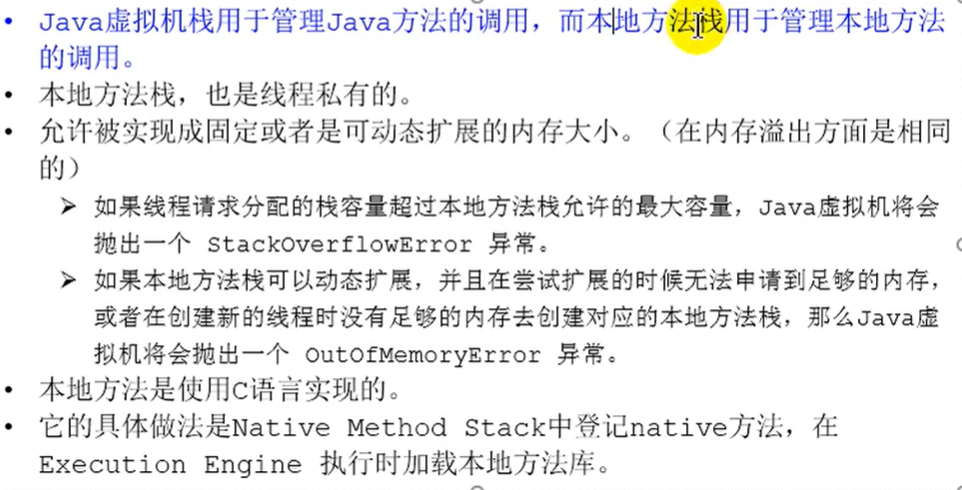 • Java虚拟机栈用于管理Java方法的调用，而本地方法栈用于管理本地方法
的调用。
• 本地方法栈，也是线程私有的。
• 允许被实现成固定或者是可动态扩展的内存大小。（在内存溢出方面是相同
的）
➢ 如果线程请求分配的栈容量超过本地方法栈允许的最大容量，Java虚拟机将会
抛出一个 StackOverflowError 异常。
➢ 如果本地方法栈可以动态扩展，并且在尝试扩展的时候无法申请到足够的内存，
或者在创建新的线程时没有足够的内存去创建对应的本地方法栈，那么Java虚
拟机将会抛出一个 OutOfMemoryError 异常。
• 本地方法是使用C语言实现的。
• 它的具体做法是Native Method Stack中登记native方法，在
Execution Engine 执行时加载本地方法库。